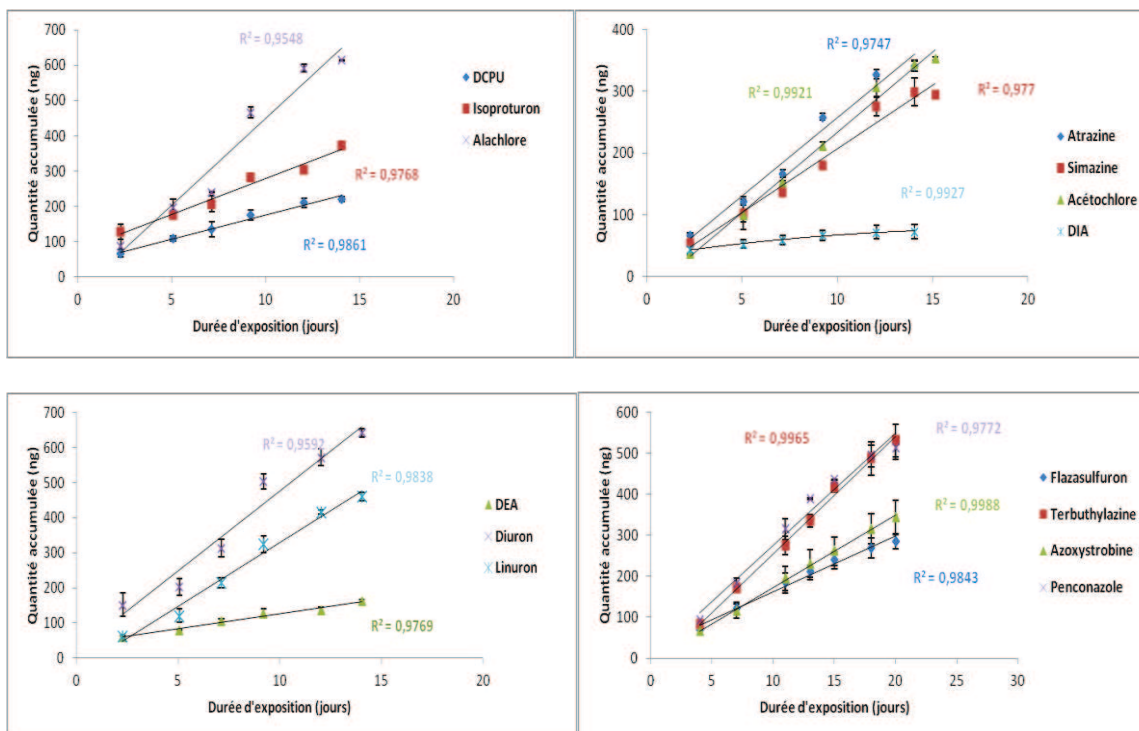 700
600
500
400
300
200
100
0
0 5 10 15 20
Quantité accumulée (ng)
Durée d'exposition (jours)
R² = 0,9548
R² = 0,9768
R² = 0,9861
DCPU
Isoproturon
Alachlore
400
300
200
100
0
0 5 10 15 20
Quantité accumulée (ng)
Durée d'exposition (jours)
R² = 0,9747
R² = 0,9921
R² = 0,977
R² = 0,9927
Atrazine
Simazine
Acétochlore
DIA
700
600
500
400
300
200
100
0
0 5 10 15 20
Quantité accumulée (ng)
Durée d'exposition (jours)
R² = 0,9592
R² = 0,9838
R² = 0,9769
DEA
Diuron
Linuron
600
500
400
300
200
100
0
0 5 10 15 20 25 30
Quantité accumulée (ng)
Durée d'exposition (jours)
R² = 0,9965
R² = 0,9772
R² = 0,9988
R² = 0,9843
Flazasulfuron
Terbuthylazine
Azoxystrobine
Penconazole